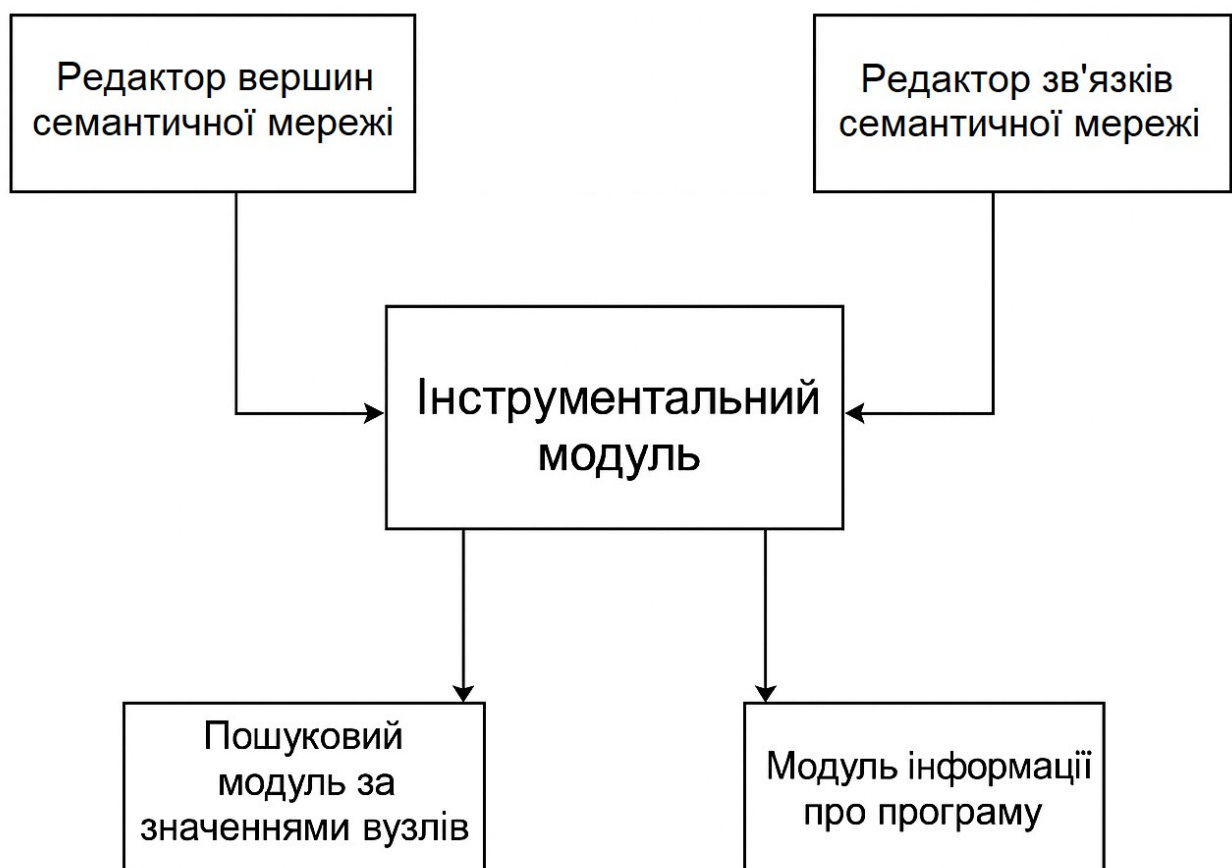 Редактор вершин
семантичної мережі
Редактор зв'язків
семантичної мережі
Інструментальний
модуль
Пошуковий
модуль за
значеннями вузлів
Модуль інформації
про програму